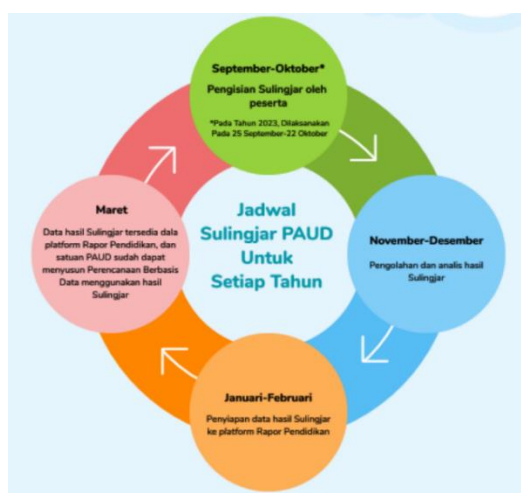 September-Oktober*
Pengisian Sulingjar oleh
peserta
*Pada Tahun 2023, Dilaksanakan
Pada 25 September-22 Oktober
Jadwal
Sulingjar PAUD
Untuk
Setiap Tahun
November-Desember
Pengolahan dan analis hasil
Sulingjar
Januari-Februari
Penyiapan data hasil Sulingjar
ke platform Rapor Pendidikan
Maret
Data hasil Sulingjar tersedia dala
platform Rapor Pendidikan, dan
satuan PAUD sudah dapat
menyusun Perencanaan Berbasis
Data menggunakan hasil
Sulingjar